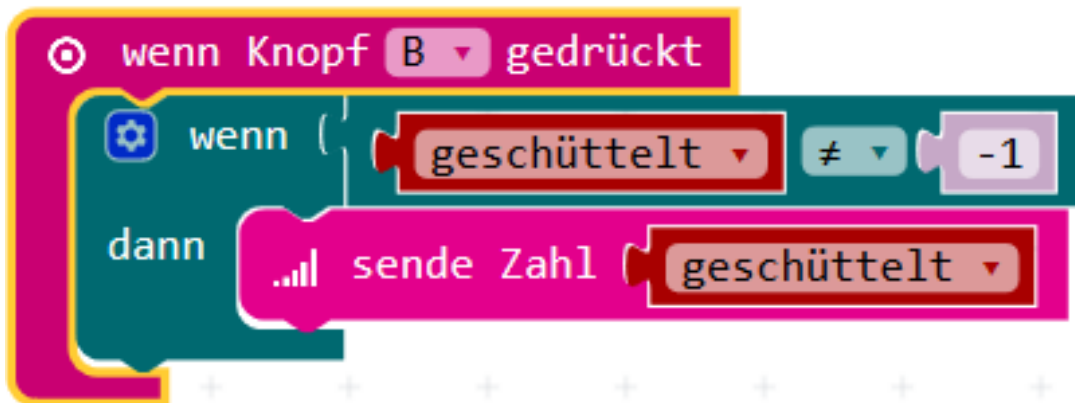 wenn Knopf B gedrückt
wenn geschüttelt ≠ -1
dann sende Zahl geschüttelt